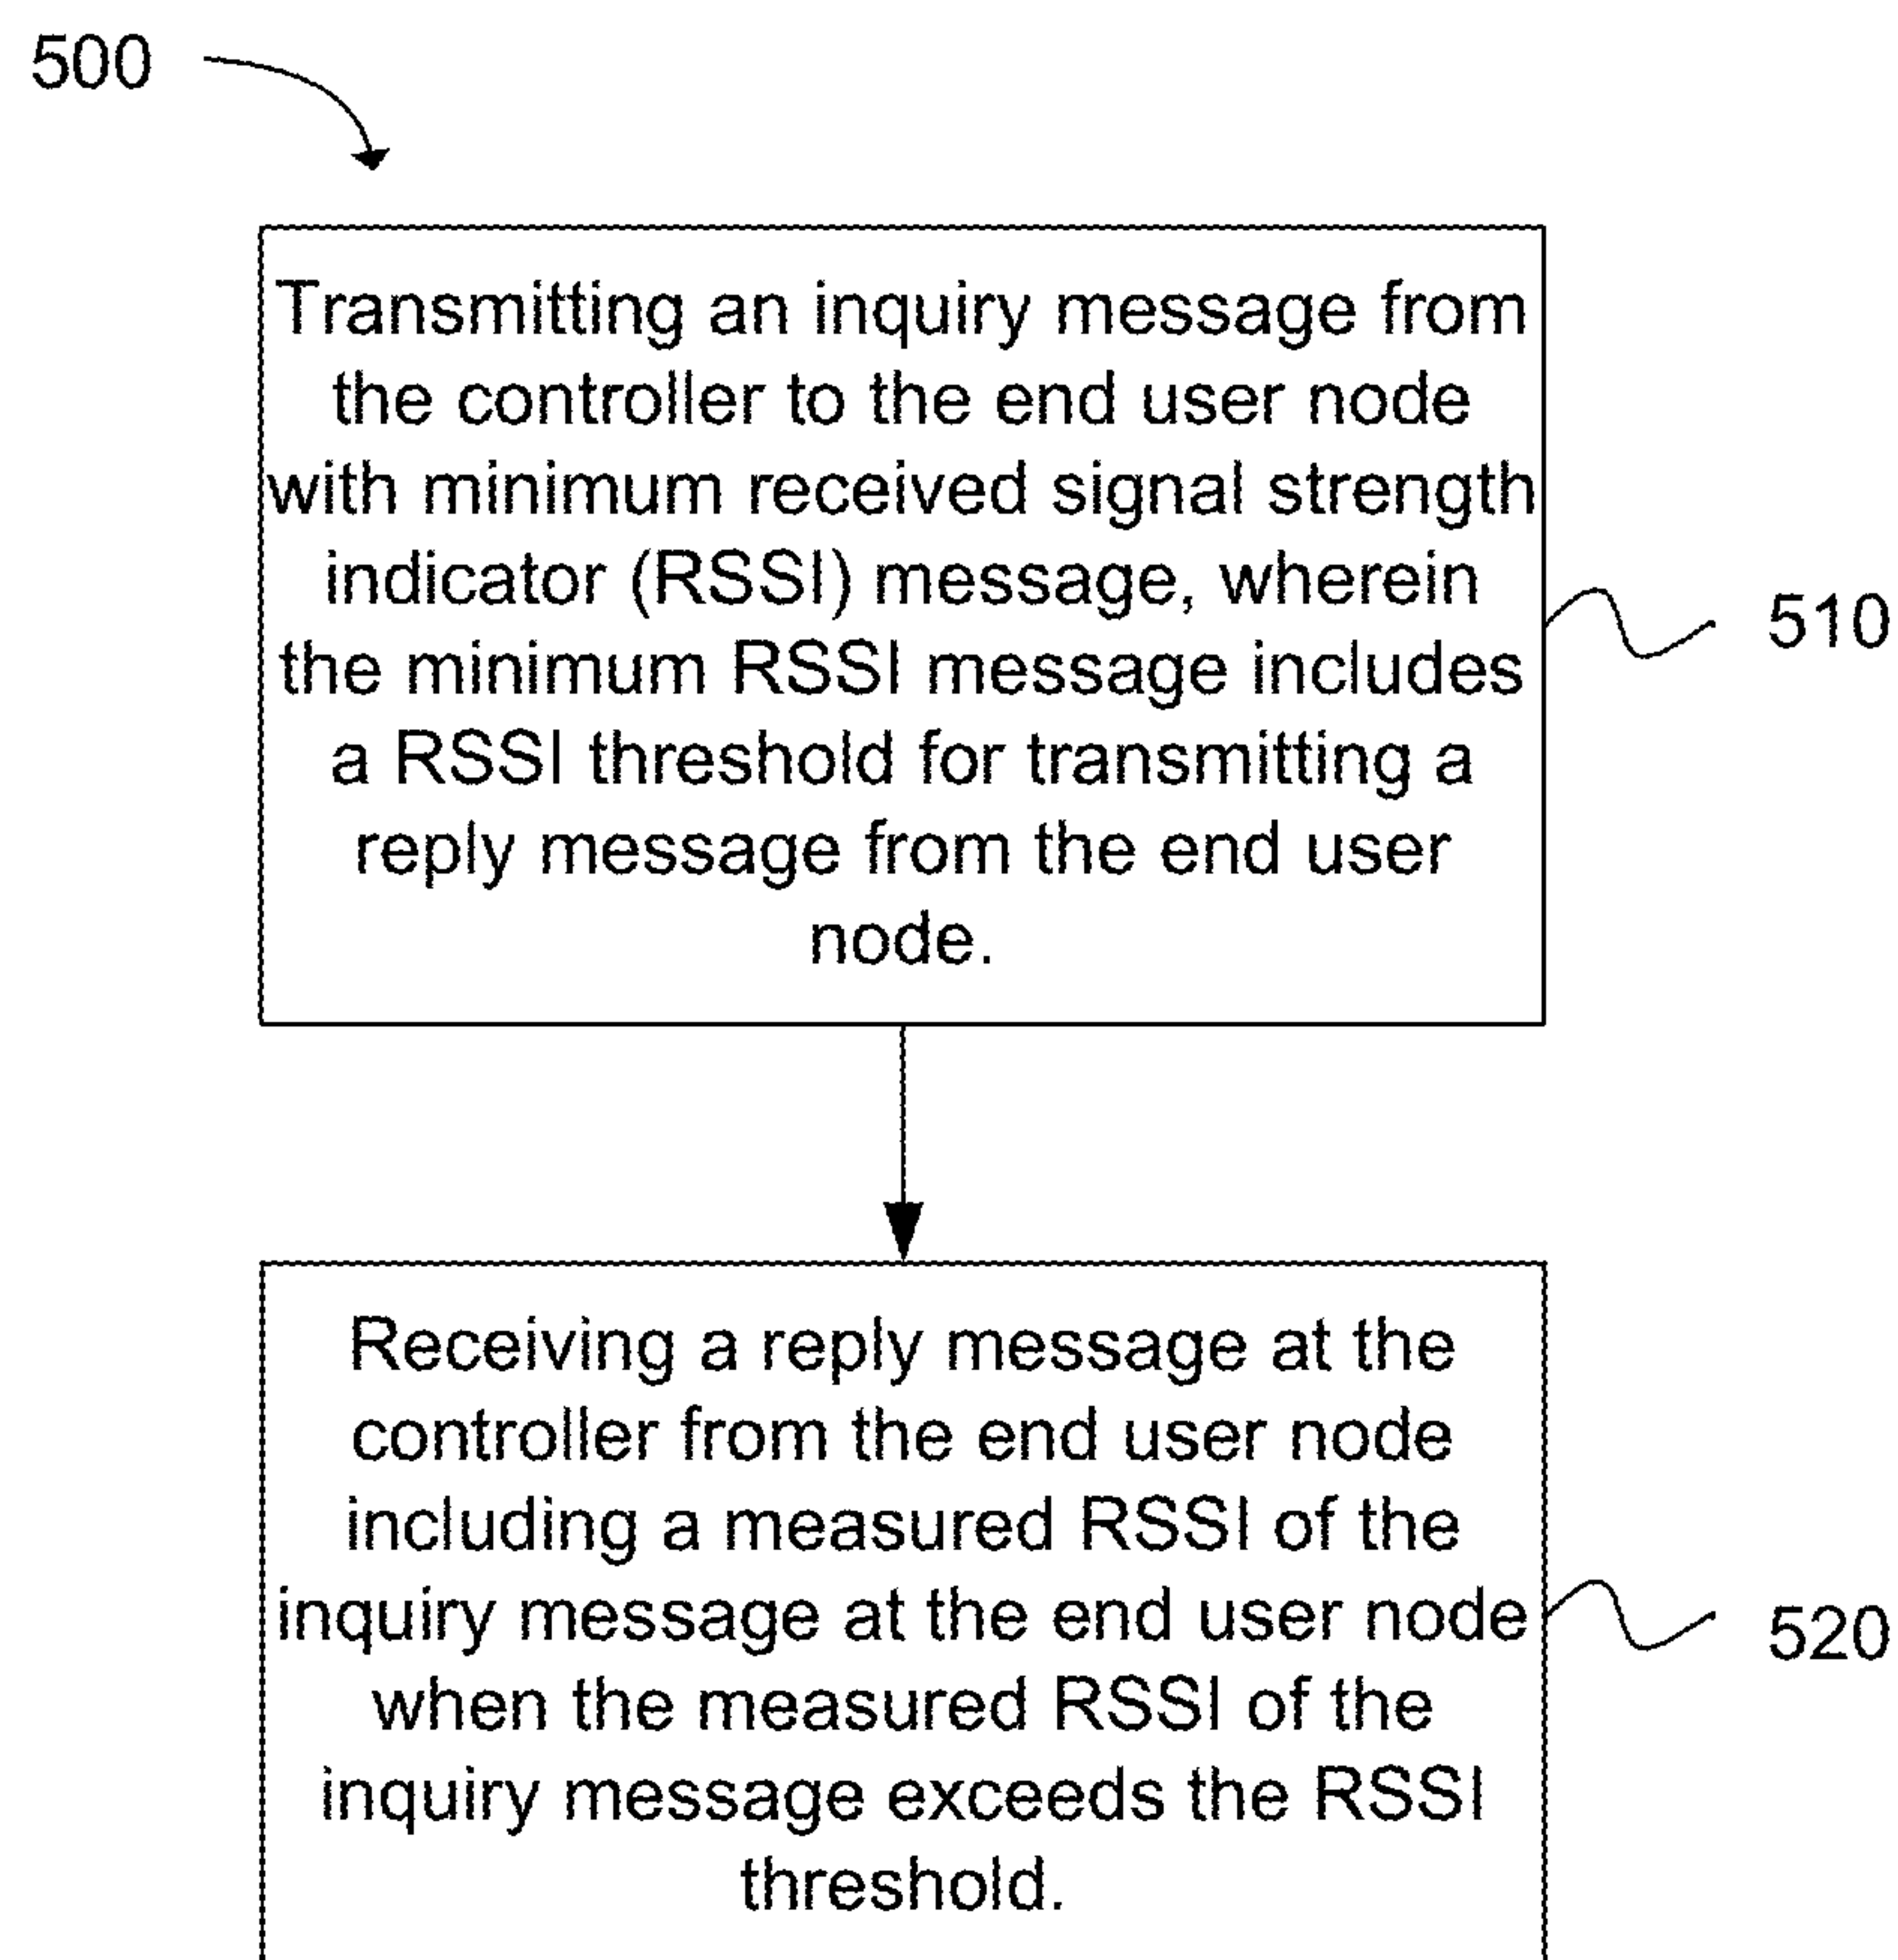 500
Transmitting an inquiry message from
the controller to the end user node
with minimum received signal strength
indicator (RSSI) message, wherein
the minimum RSSI message includes
a RSSI threshold for transmitting a
reply message from the end user
node.
510
Receiving a reply message at the
controller from the end user node
including a measured RSSI of the
inquiry message at the end user node
when the measured RSSI of the
inquiry message exceeds the RSSI
threshold.
520